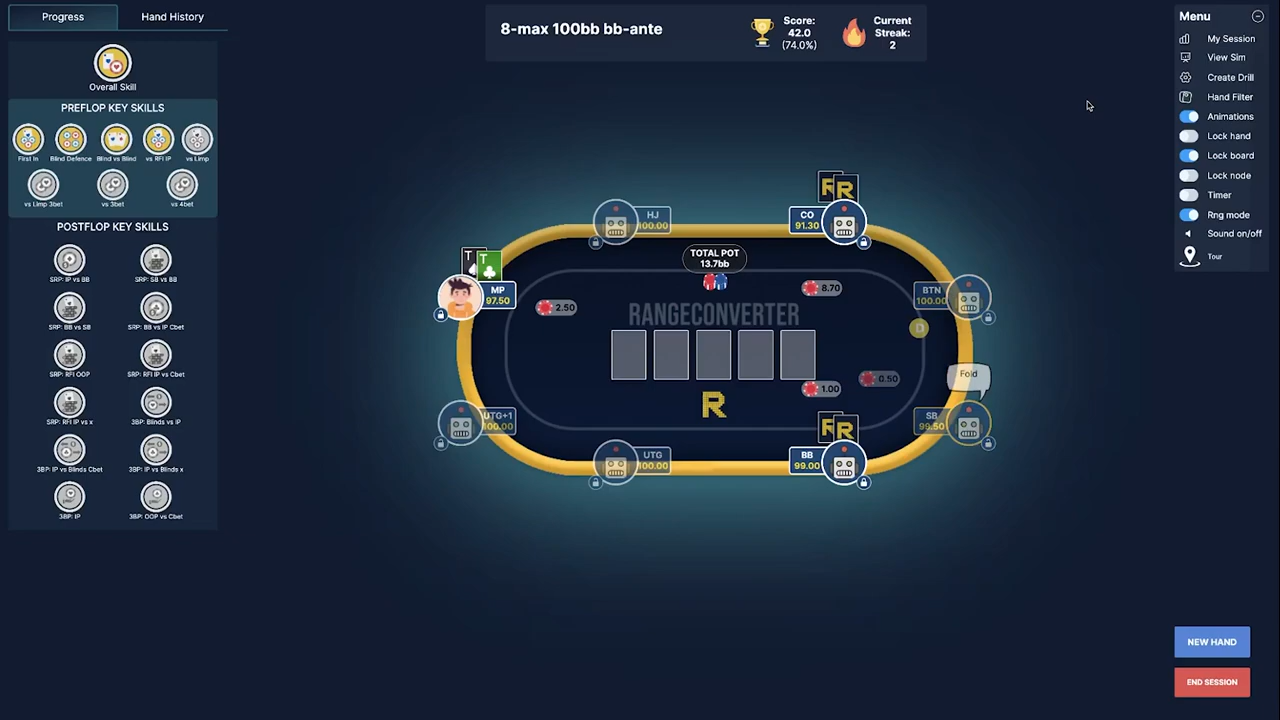 Progress
Hand History
Overall Skill
PREFLOP KEY SKILLS
First In
Blind Defence
Blind vs Blind
vs RFI IP
vs Limp
vs Limp 3bet
vs 3bet
vs 4bet
POSTFLOP KEY SKILLS
SRP: IP vs BB
SRP: SB vs BB
SRP: BB vs SB
SRP: BB vs IP Cbet
SRP: RFI OOP
SRP: RFI IP vs Cbet
SRP: RFI IP vs x
3BP: Blinds vs IP
3BP: IP vs Blinds Cbet
3BP: IP vs Blinds x
3BP: IP
3BP: OOP vs Cbet
8-max 100bb bb-ante
Score:
42.0
(74.0%)
Current
Streak:
2
Menu
My Session
View Sim
Create Drill
Hand Filter
Animations
Lock hand
Lock board
Lock node
Timer
Rng mode
Sound on/off
Tour
R R
HJ
100.00
CO
91.30
TOTAL POT
13.7bb
T T
MP
97.50
2.50
8.70
BTN
100.00
RANGECONVERTER
D
R
1.00
0.50
Fold
UTG+1
100.00
UTG
100.00
R R
BB
99.00
SB
99.50
NEW HAND
END SESSION